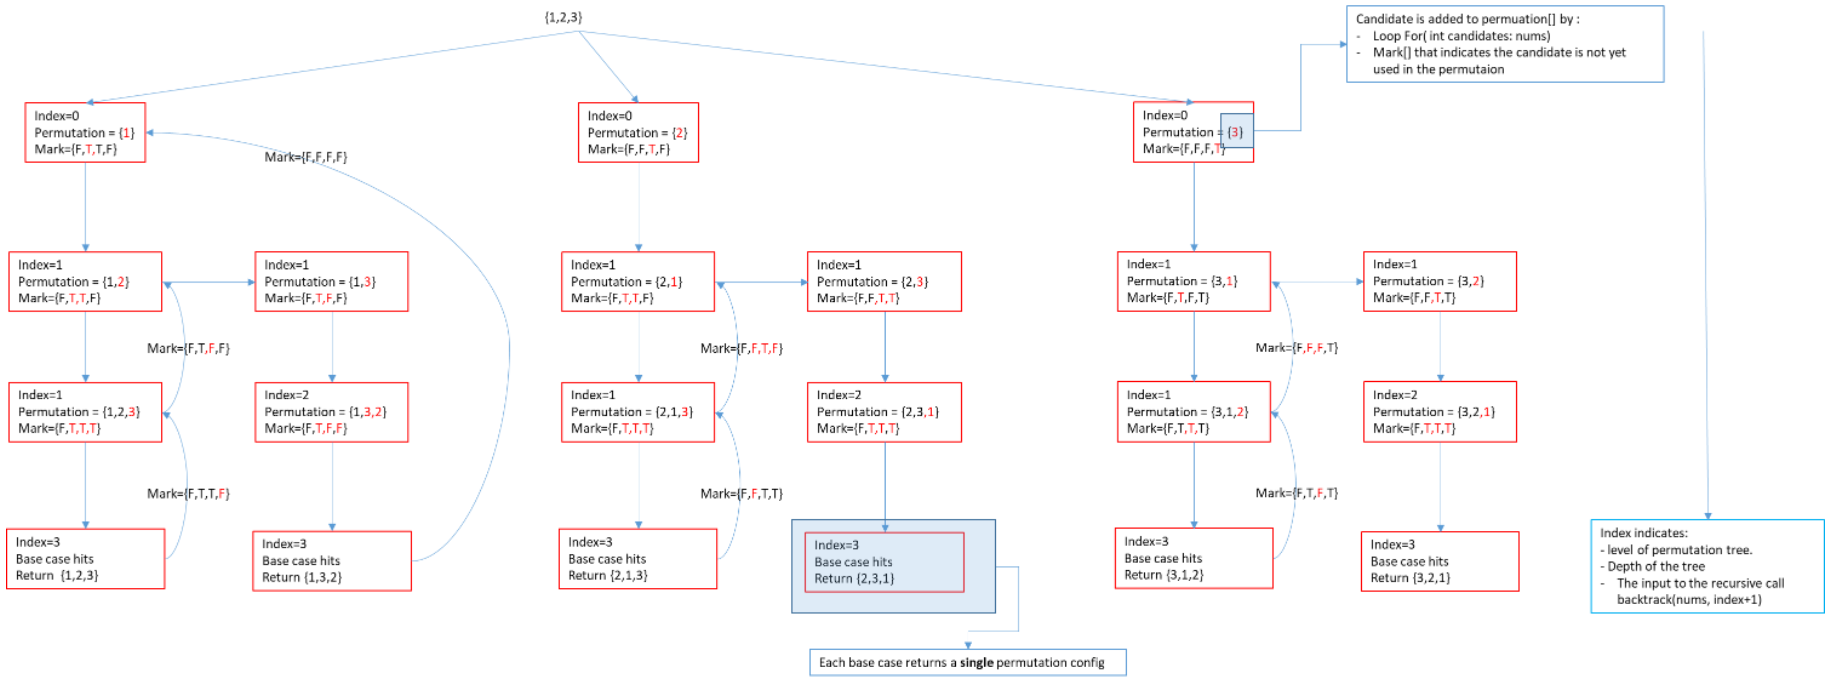 {1,2,3}
Candidate is added to permuation[] by :
- Loop For( int candidates: nums)
- Mark[] that indicates the candidate is not yet
used in the permutaion
Index=0
Permutation = {1}
Mark={F,T,T,F}
Mark={F,F,F,F}
Index=0
Permutation = {2}
Mark={F,F,T,F}
Index=0
Permutation = {3}
Mark={F,F,F,T}
Index=1
Permutation = {1,2}
Mark={F,T,T,F}
Index=1
Permutation = {1,3}
Mark={F,T,F,F}
Index=1
Permutation = {2,1}
Mark={F,T,T,F}
Index=1
Permutation = {2,3}
Mark={F,F,T,T}
Index=1
Permutation = {3,1}
Mark={F,T,F,T}
Index=1
Permutation = {3,2}
Mark={F,F,T,T}
Mark={F,T,F,F}
Mark={F,F,T,F}
Mark={F,F,F,T}
Index=1
Permutation = {1,2,3}
Mark={F,T,T,T}
Index=2
Permutation = {1,3,2}
Mark={F,T,F,F}
Index=1
Permutation = {2,1,3}
Mark={F,T,T,T}
Index=2
Permutation = {2,3,1}
Mark={F,T,T,T}
Index=1
Permutation = {3,1,2}
Mark={F,T,T,T}
Index=2
Permutation = {3,2,1}
Mark={F,T,T,T}
Mark={F,T,T,F}
Mark={F,F,T,T}
Mark={F,T,F,T}
Index=3
Base case hits
Return {1,2,3}
Index=3
Base case hits
Return {1,3,2}
Index=3
Base case hits
Return {2,1,3}
Index=3
Base case hits
Return {2,3,1}
Index=3
Base case hits
Return {3,1,2}
Index=3
Base case hits
Return {3,2,1}
Index indicates:
- level of permutation tree.
- Depth of the tree
- The input to the recursive call
backtrack(nums, index+1)
Each base case returns a single permutation config